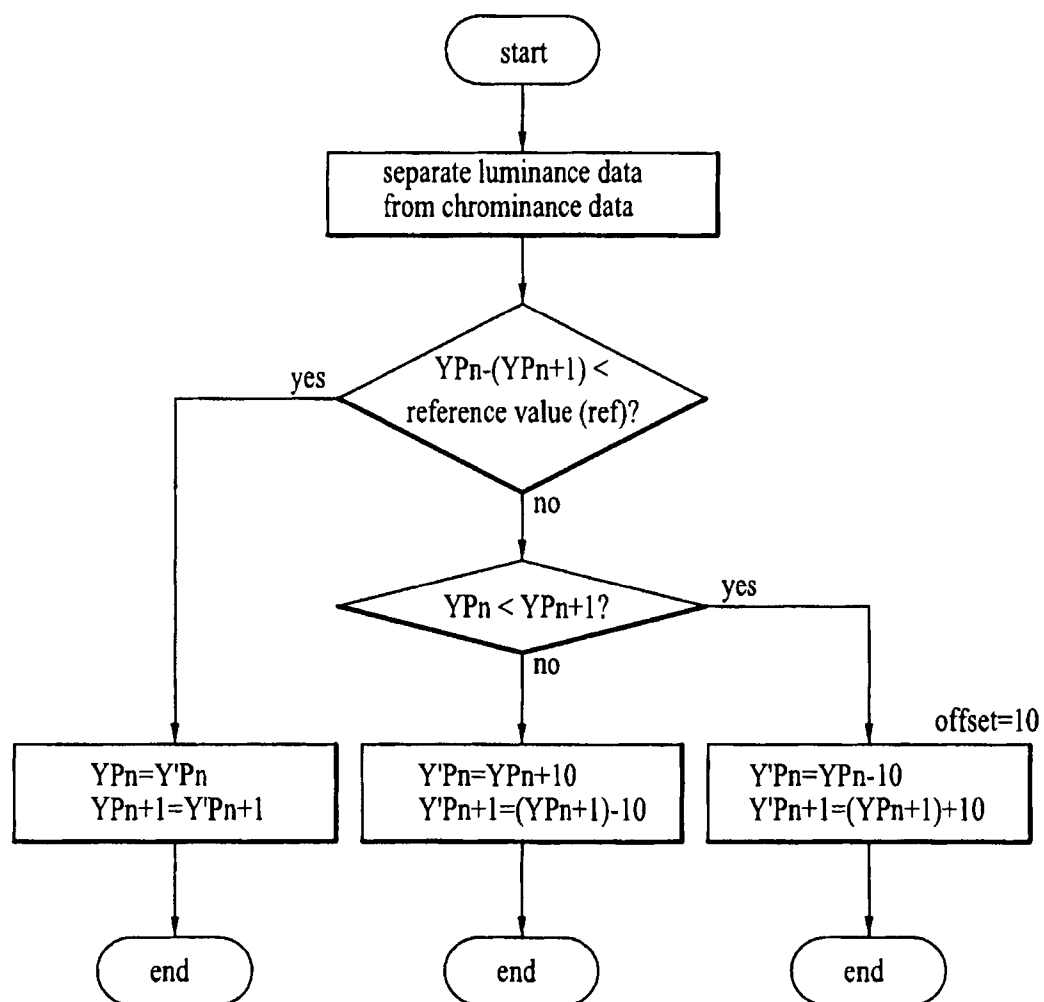 start
separate luminance data
from chrominance data
YPn-(YPn+1) <
reference value (ref)?
yes
no
YPn < YPn+1?
yes
no
offset=10
YPn=Y'Pn
YPn+1=Y'Pn+1
Y'Pn=YPn+10
Y'Pn+1=(YPn+1)-10
Y'Pn=YPn-10
Y'Pn+1=(YPn+1)+10
end
end
end